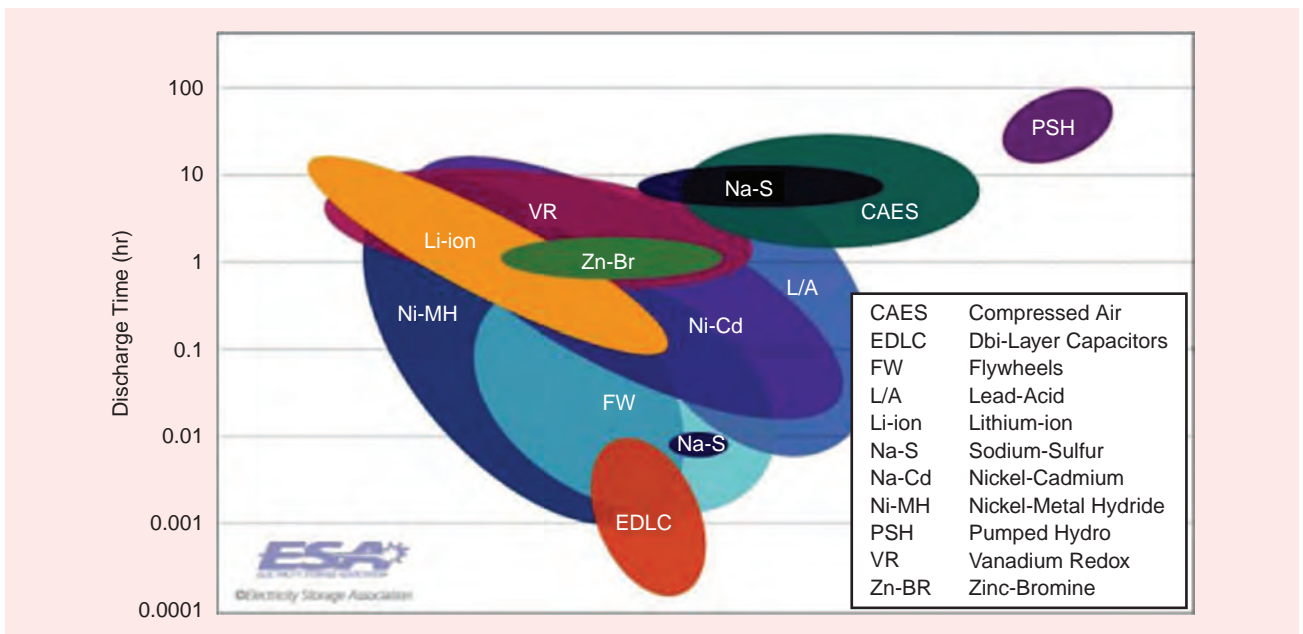 100
10
1
0.1
0.01
0.001
0.0001
Discharge Time (hr)
PSH
Na-S
CAES
VR
Li-ion
Zn-Br
L/A
Ni-MH
Ni-Cd
FW
Na-S
EDLC
CAES Compressed Air
EDLC Dbi-Layer Capacitors
FW Flywheels
L/A Lead-Acid
Li-ion Lithium-ion
Na-S Sodium-Sulfur
Na-Cd Nickel-Cadmium
Ni-MH Nickel-Metal Hydride
PSH Pumped Hydro
VR Vanadium Redox
Zn-BR Zinc-Bromine
ESA
©Electricity Storage Association